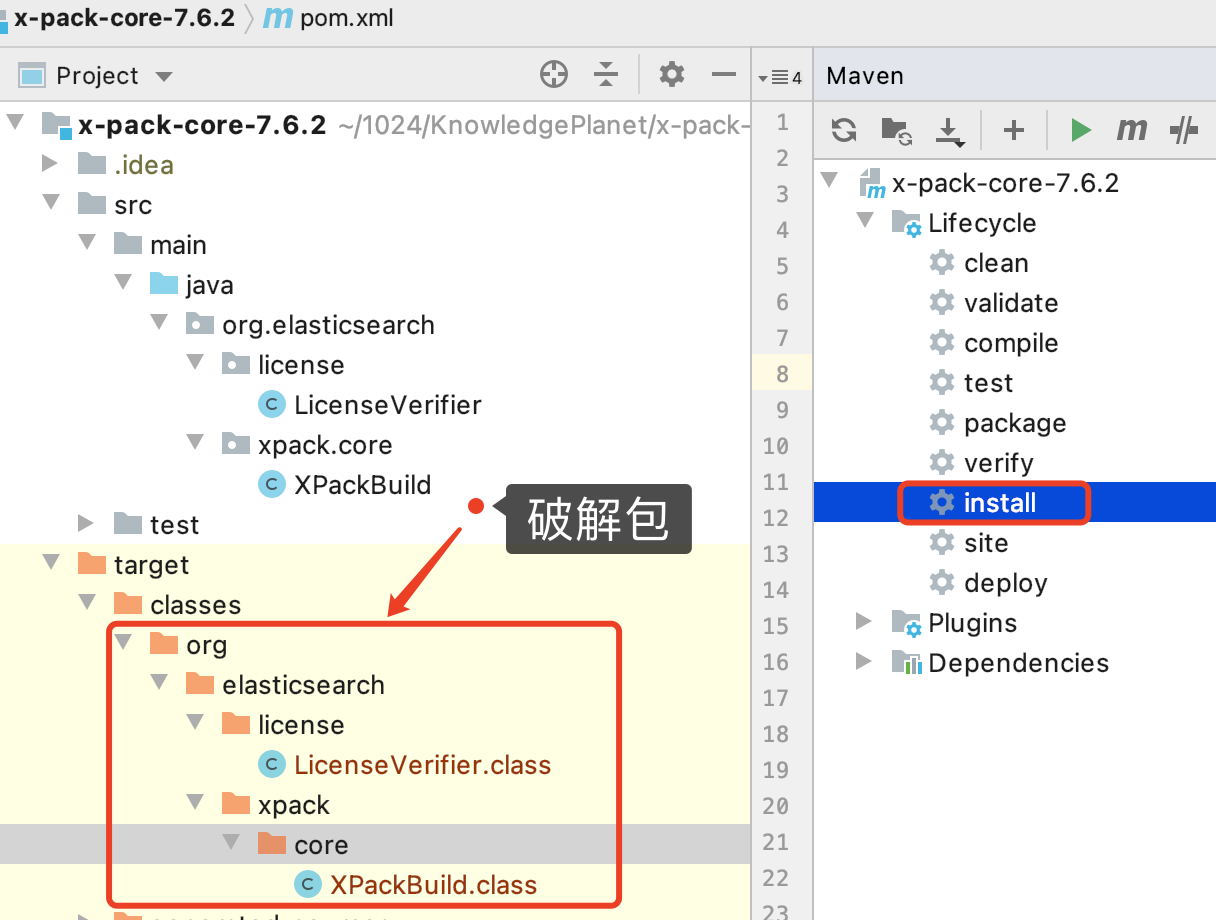 x-pack-core-7.6.2 〉 m pom.xml
Project
4
Maven
x-pack-core-7.6.2 ~/1024/KnowledgePlanet/x-pack-
.idea
src
main
java
org.elasticsearch
license
C LicenseVerifier
xpack.core
C XPackBuild
test
破解包
target
classes
org
elasticsearch
license
C LicenseVerifier.class
xpack
core
C XPackBuild.class
1
2
3
4
5
6
7
8
9
10
11
12
13
14
15
16
17
18
19
20
21
22
23
m
m x-pack-core-7.6.2
Lifecycle
clean
validate
compile
test
package
verify
install
site
deploy
Plugins
Dependencies